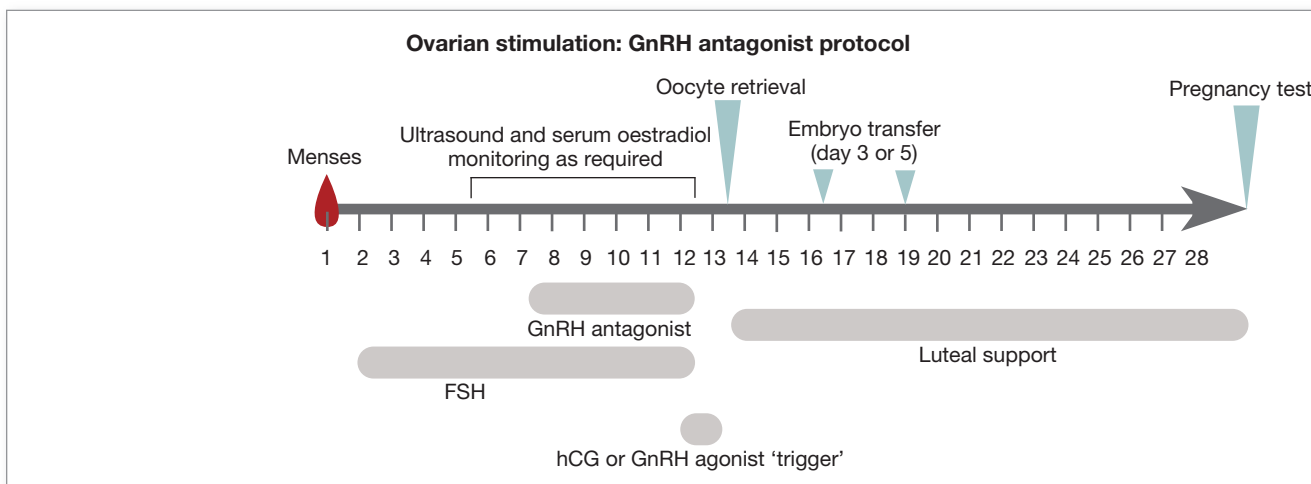 Ovarian stimulation: GnRH antagonist protocol
Oocyte retrieval
Pregnancy test
Ultrasound and serum oestradiol
monitoring as required
Embryo transfer
(day 3 or 5)
Menses
1 2 3 4 5 6 7 8 9 10 11 12 13 14 15 16 17 18 19 20 21 22 23 24 25 26 27 28
GnRH antagonist
Luteal support
FSH
hCG or GnRH agonist ‘trigger’